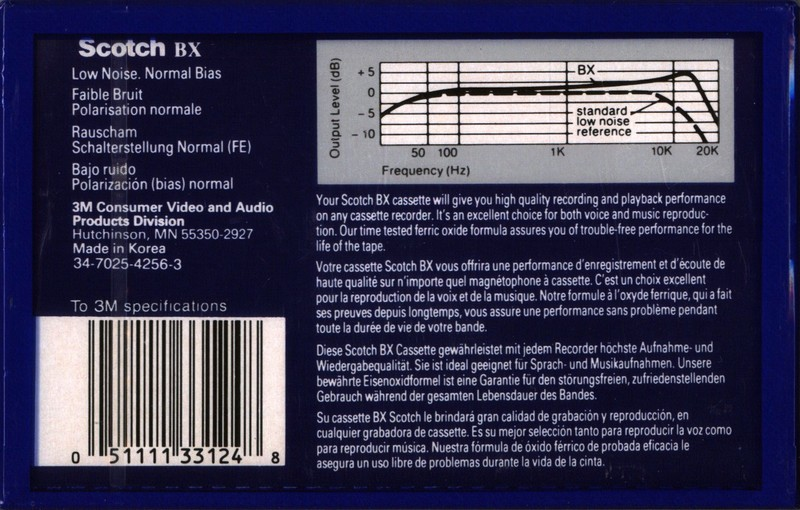 Scotch BX
Low Noise. Normal Bias
Faible Bruit
Polarisation normale
Rauscham
Schalterstellung Normal (FE)
Bajo ruido
Polarización (bias) normal
3M Consumer Video and Audio
Products Division
Hutchinson, MN 55350-2927
Made in Korea
34-7025-4256-3
To 3M specifications
0 51111 33124 8
Output Level (dB)
+5
0
-5
-10
BX
standard
low noise
reference
50 100 1K 10K 20K
Frequency (Hz)
Your Scotch BX cassette will give you high quality recording and playback performance
on any cassette recorder. It's an excellent choice for both voice and music reproduc-
tion. Our time tested ferric oxide formula assures you of trouble-free performance for the
life of the tape.
Votre cassette Scotch BX vous offrira une performance d'enregistrement et d'écoute de
haute qualité sur n'importe quel magnétophone à cassette. C'est un choix excellent
pour la reproduction de la voix et de la musique. Notre formule à l'oxyde ferrique, qui a fait
ses preuves depuis longtemps, vous assure une performance sans problème pendant
toute la durée de vie de votre bande.
Diese Scotch BX Cassette gewährleistet mit jedem Recorder höchste Aufnahme- und
Wiedergabequalität. Sie ist ideal geeignet für Sprach- und Musikaufnahmen. Unsere
bewährte Eisenoxidformel ist eine Garantie für den störungsfreien, zufriedenstellenden
Gebrauch während der gesamten Lebensdauer des Bandes.
Su cassette BX Scotch le brindará gran calidad de grabación y reproducción, en
cualquier grabadora de cassette. Es su mejor selección tanto para reproducir la voz como
para reproducir música. Nuestra fórmula de óxido férrico de probada eficacia le
asegura un uso libre de problemas durante la vida de la cinta.